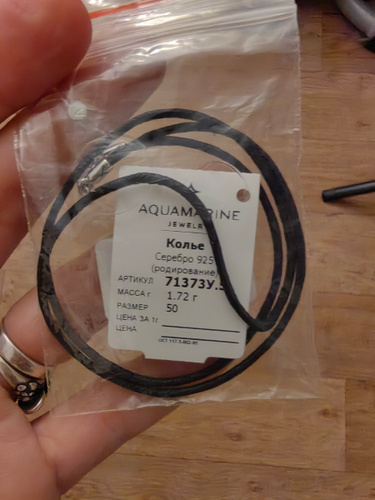 AQUAMARINE
JEWELRY
Колье
Серебро 925
(родирование)
АРТИКУЛ 71373У.5
МАССА г 1.72 г
РАЗМЕР 50
ЦЕНА ЗА 1г
ЦЕНА